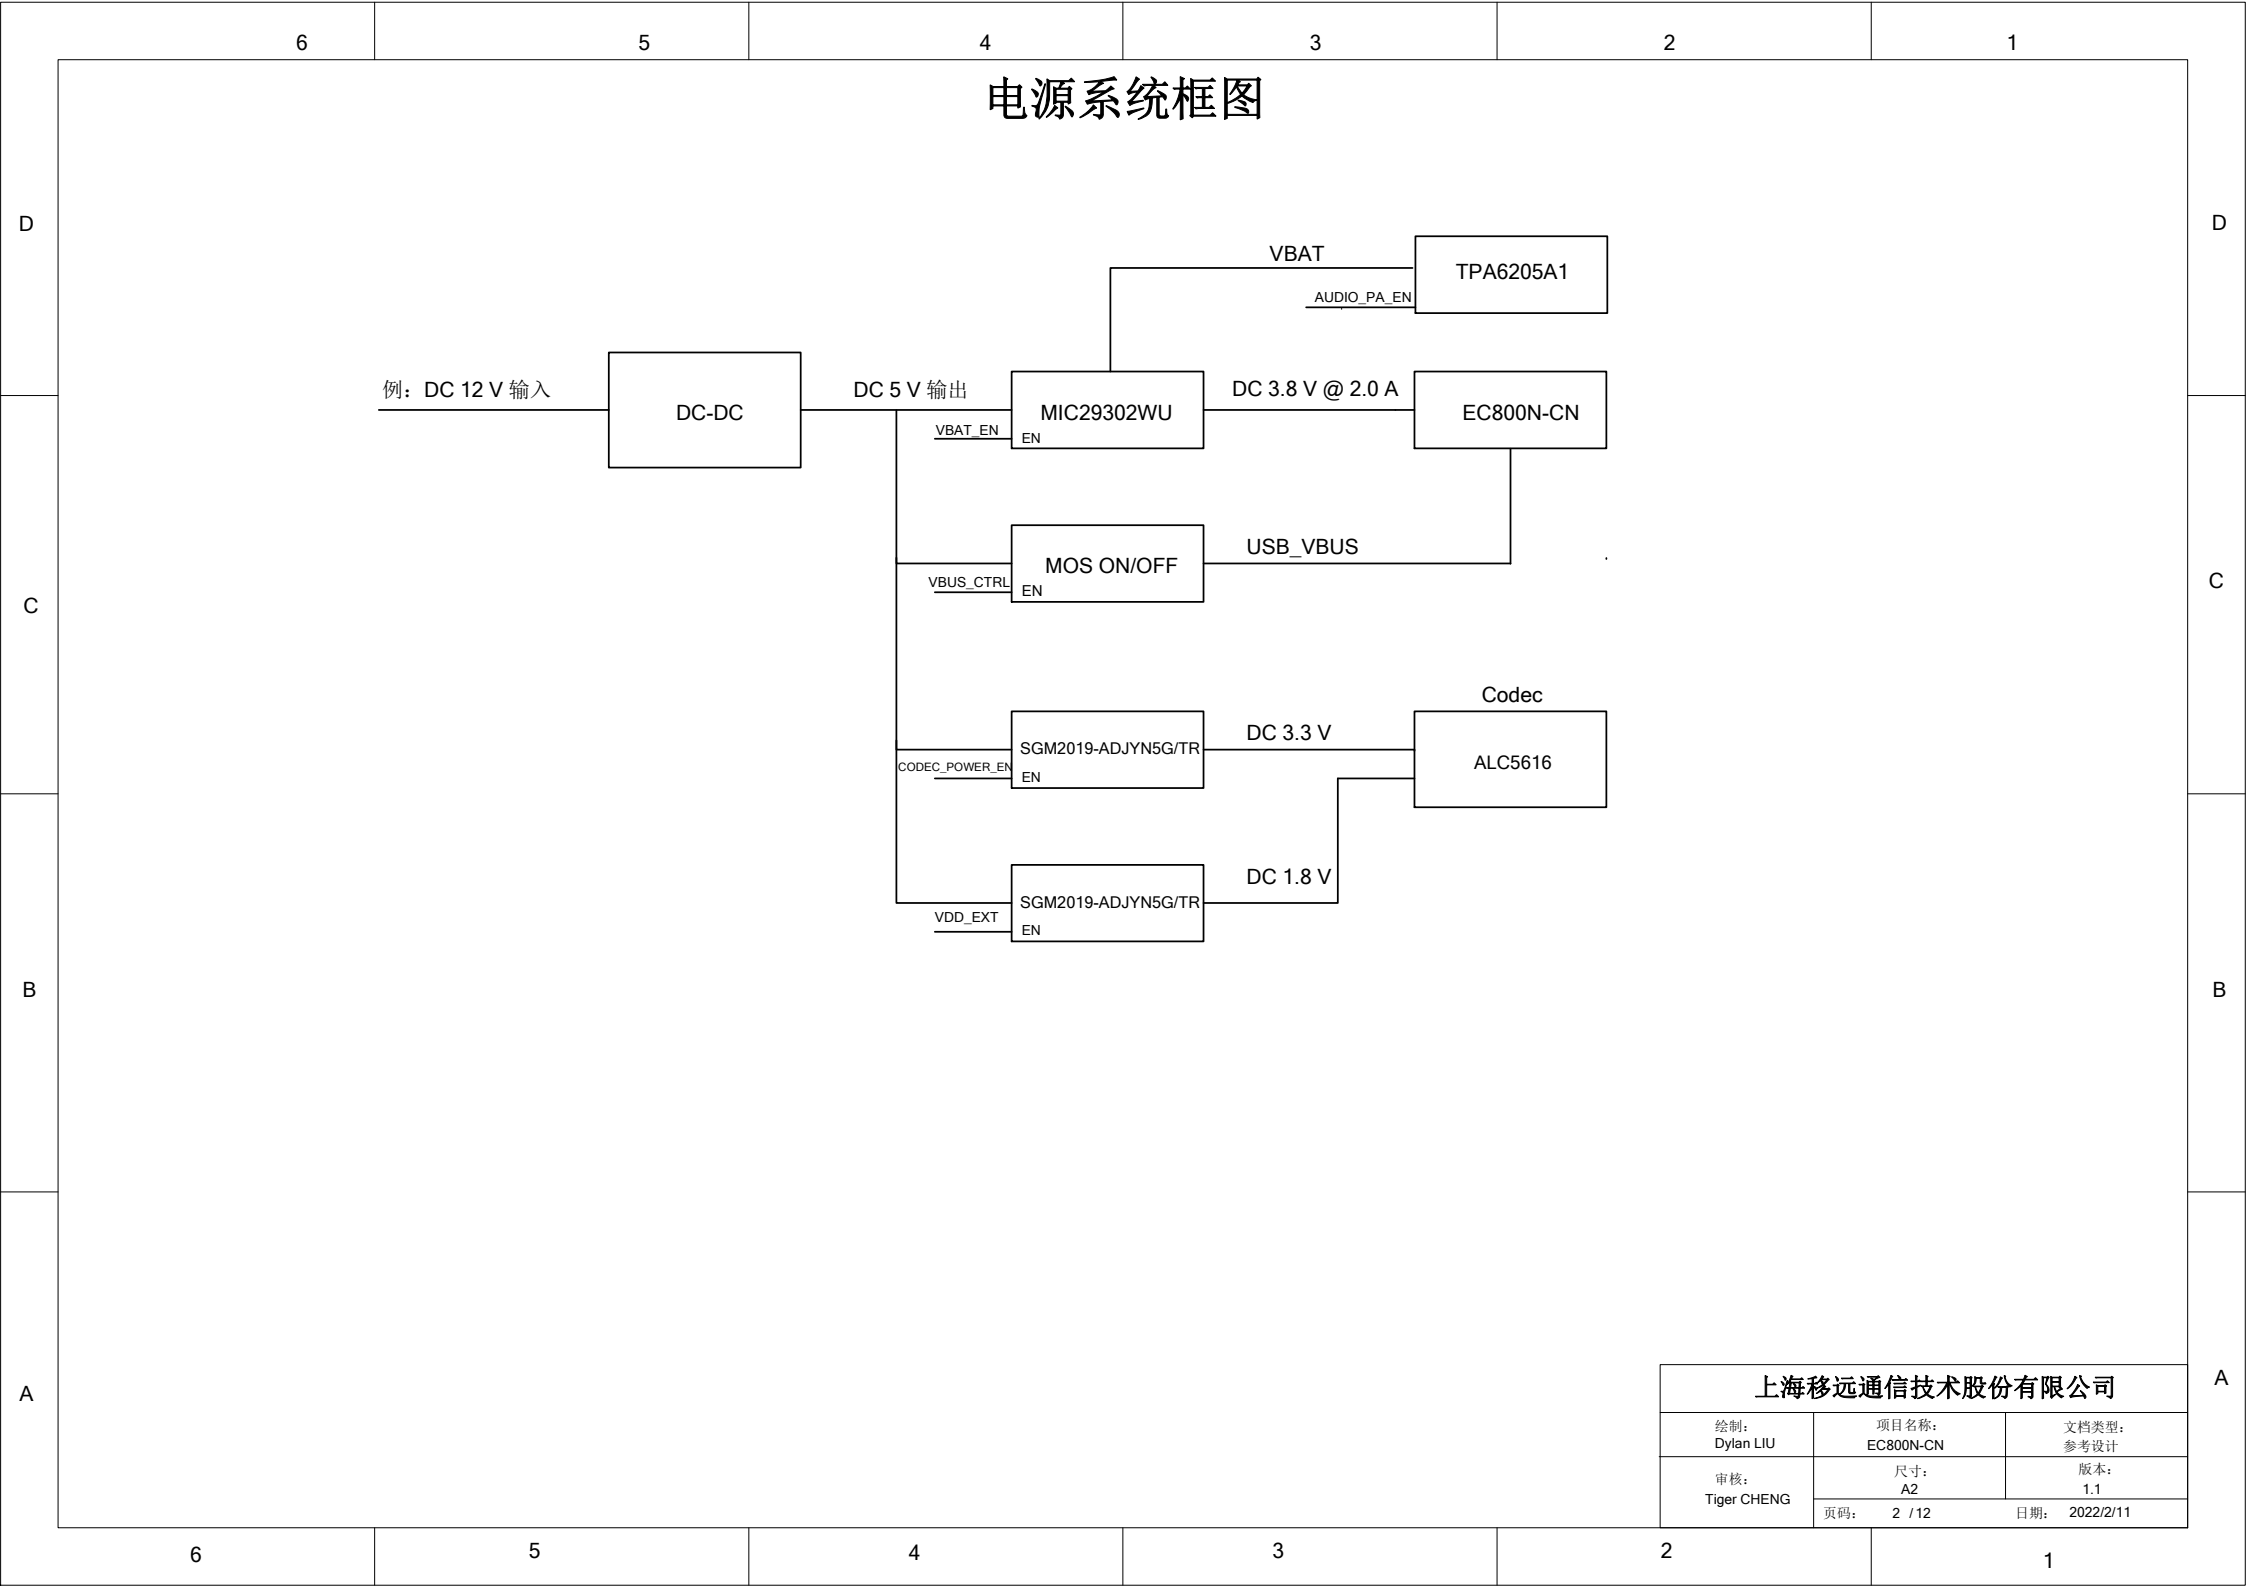 6 5 4 3 2 1
电源系统框图
D D
VBAT
TPA6205A1
AUDIO_PA_EN
例：DC 12 V 输入
DC-DC
DC 5 V 输出
MIC29302WU
DC 3.8 V @ 2.0 A
EC800N-CN
VBAT_EN
EN
MOS ON/OFF
USB_VBUS
VBUS_CTRL
EN
C C
Codec
SGM2019-ADJYN5G/TR
DC 3.3 V
ALC5616
CODEC_POWER_EN
EN
SGM2019-ADJYN5G/TR
DC 1.8 V
VDD_EXT
EN
B B
A A
上海移远通信技术股份有限公司
绘制：
Dylan LIU
项目名称：
EC800N-CN
文档类型：
参考设计
审核：
Tiger CHENG
尺寸：
A2
版本：
1.1
页码： 2 / 12
日期： 2022/2/11
6 5 4 3 2 1